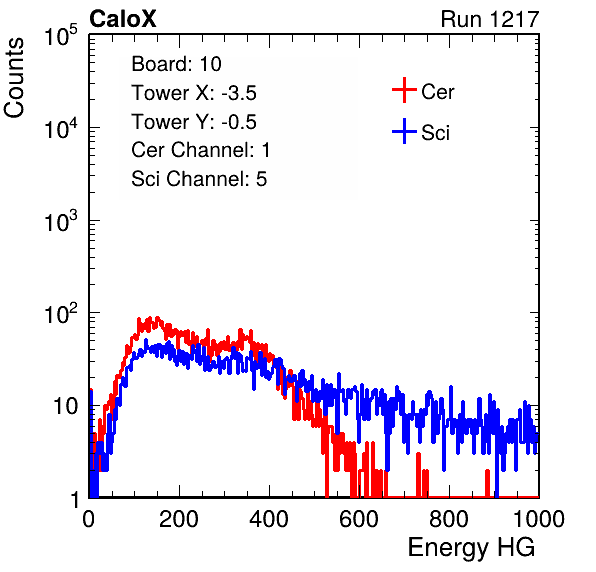 CaloX Run 1217
Counts
10^5
10^4
10^3
10^2
10
1
Board: 10
Tower X: -3.5
Tower Y: -0.5
Cer Channel: 1
Sci Channel: 5
Cer
Sci
0 200 400 600 800 1000
Energy HG